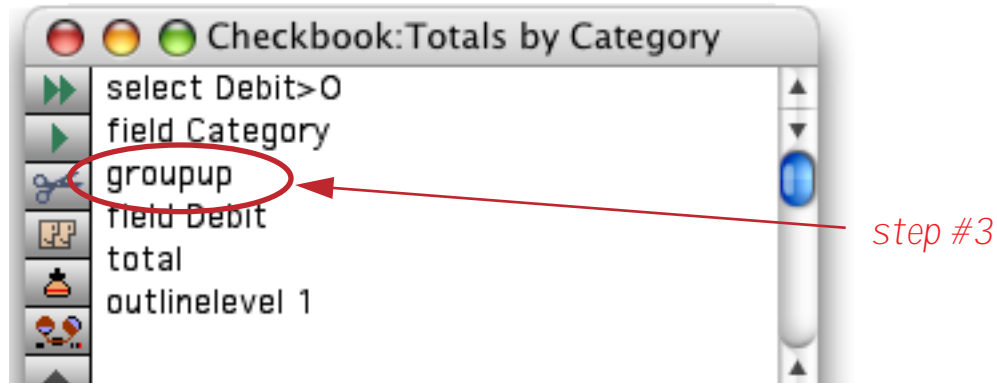 Checkbook:Totals by Category
select Debit>0
field Category
groupup
field Debit
total
outlinelevel 1
step #3